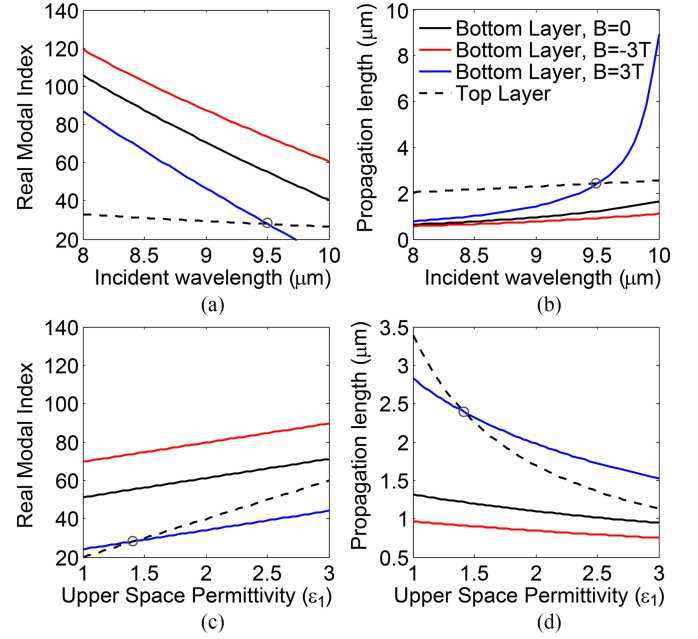 140
120
100
80
60
40
20
Real Modal Index
8 8.5 9 9.5 10
Incident wavelength (μm)
(a)
10
8
6
4
2
0
Propagation length (μm)
Bottom Layer, B=0
Bottom Layer, B=-3T
Bottom Layer, B=3T
Top Layer
8 8.5 9 9.5 10
Incident wavelength (μm)
(b)
140
120
100
80
60
40
20
Real Modal Index
1 1.5 2 2.5 3
Upper Space Permittivity (ε₁)
(c)
3.5
3
2.5
2
1.5
1
0.5
Propagation length (μm)
1 1.5 2 2.5 3
Upper Space Permittivity (ε₁)
(d)